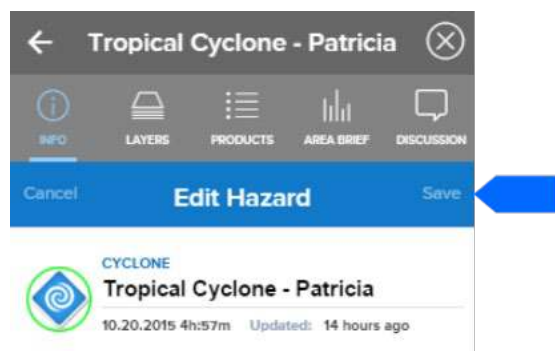 Tropical Cyclone - Patricia
INFO LAYERS PRODUCTS AREA BRIEF DISCUSSION
Cancel Edit Hazard Save
CYCLONE
Tropical Cyclone - Patricia
10.20.2015 4h:57m Updated: 14 hours ago